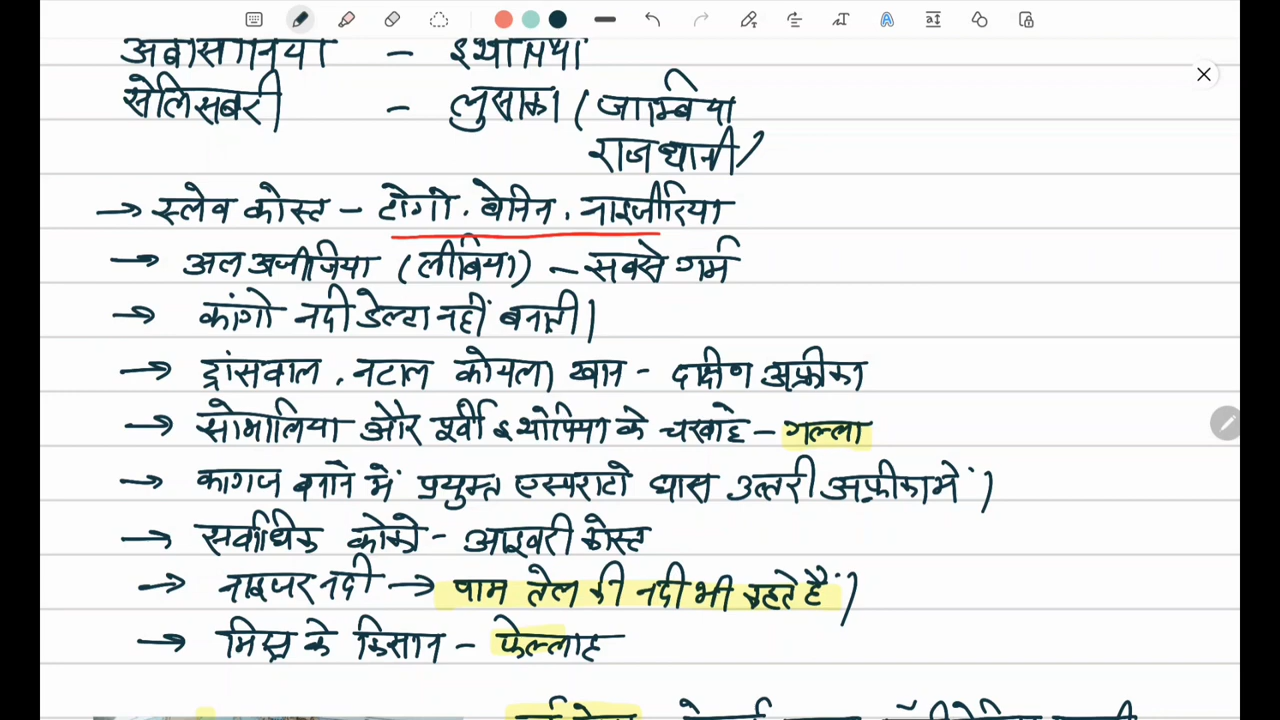 अबीसीनिया - इथोपिया
सेलिसबरी - लुसाका (जाम्बिया
राजधानी)
→ स्लेव कोस्ट - टोगो, बेनिन, नाइजीरिया
→ अल अजीजिया (लीबिया) - सबसे गर्म
→ कांगो नदी डेल्टा नहीं बनाती।
→ ट्रांसवाल, नटाल कोयला खान - दक्षिण अफ्रीका
→ सोमालिया और पूर्वी इथोपिया के चरवाहे - गल्ला
→ कागज बनाने में प्रयुक्त एस्पराटो घास उत्तरी अफ्रीका में।
→ सर्वाधिक कोको - आइवरी कोस्ट
→ नाइजर नदी → पाम तेल की नदी भी कहते हैं।
→ मिस्र के किसान - फेल्लाह